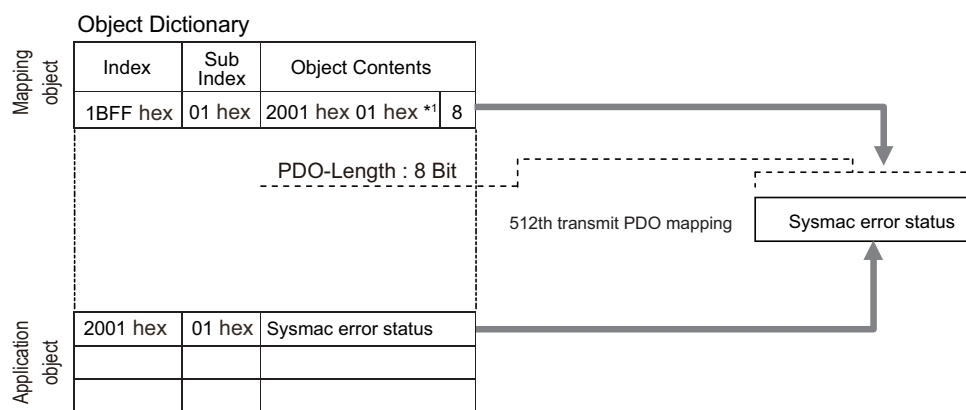 Object Dictionary
Mapping object
Index
Sub Index
Object Contents
1BFF hex
01 hex
2001 hex 01 hex *1
8
PDO-Length : 8 Bit
512th transmit PDO mapping
Sysmac error status
Application object
2001 hex
01 hex
Sysmac error status